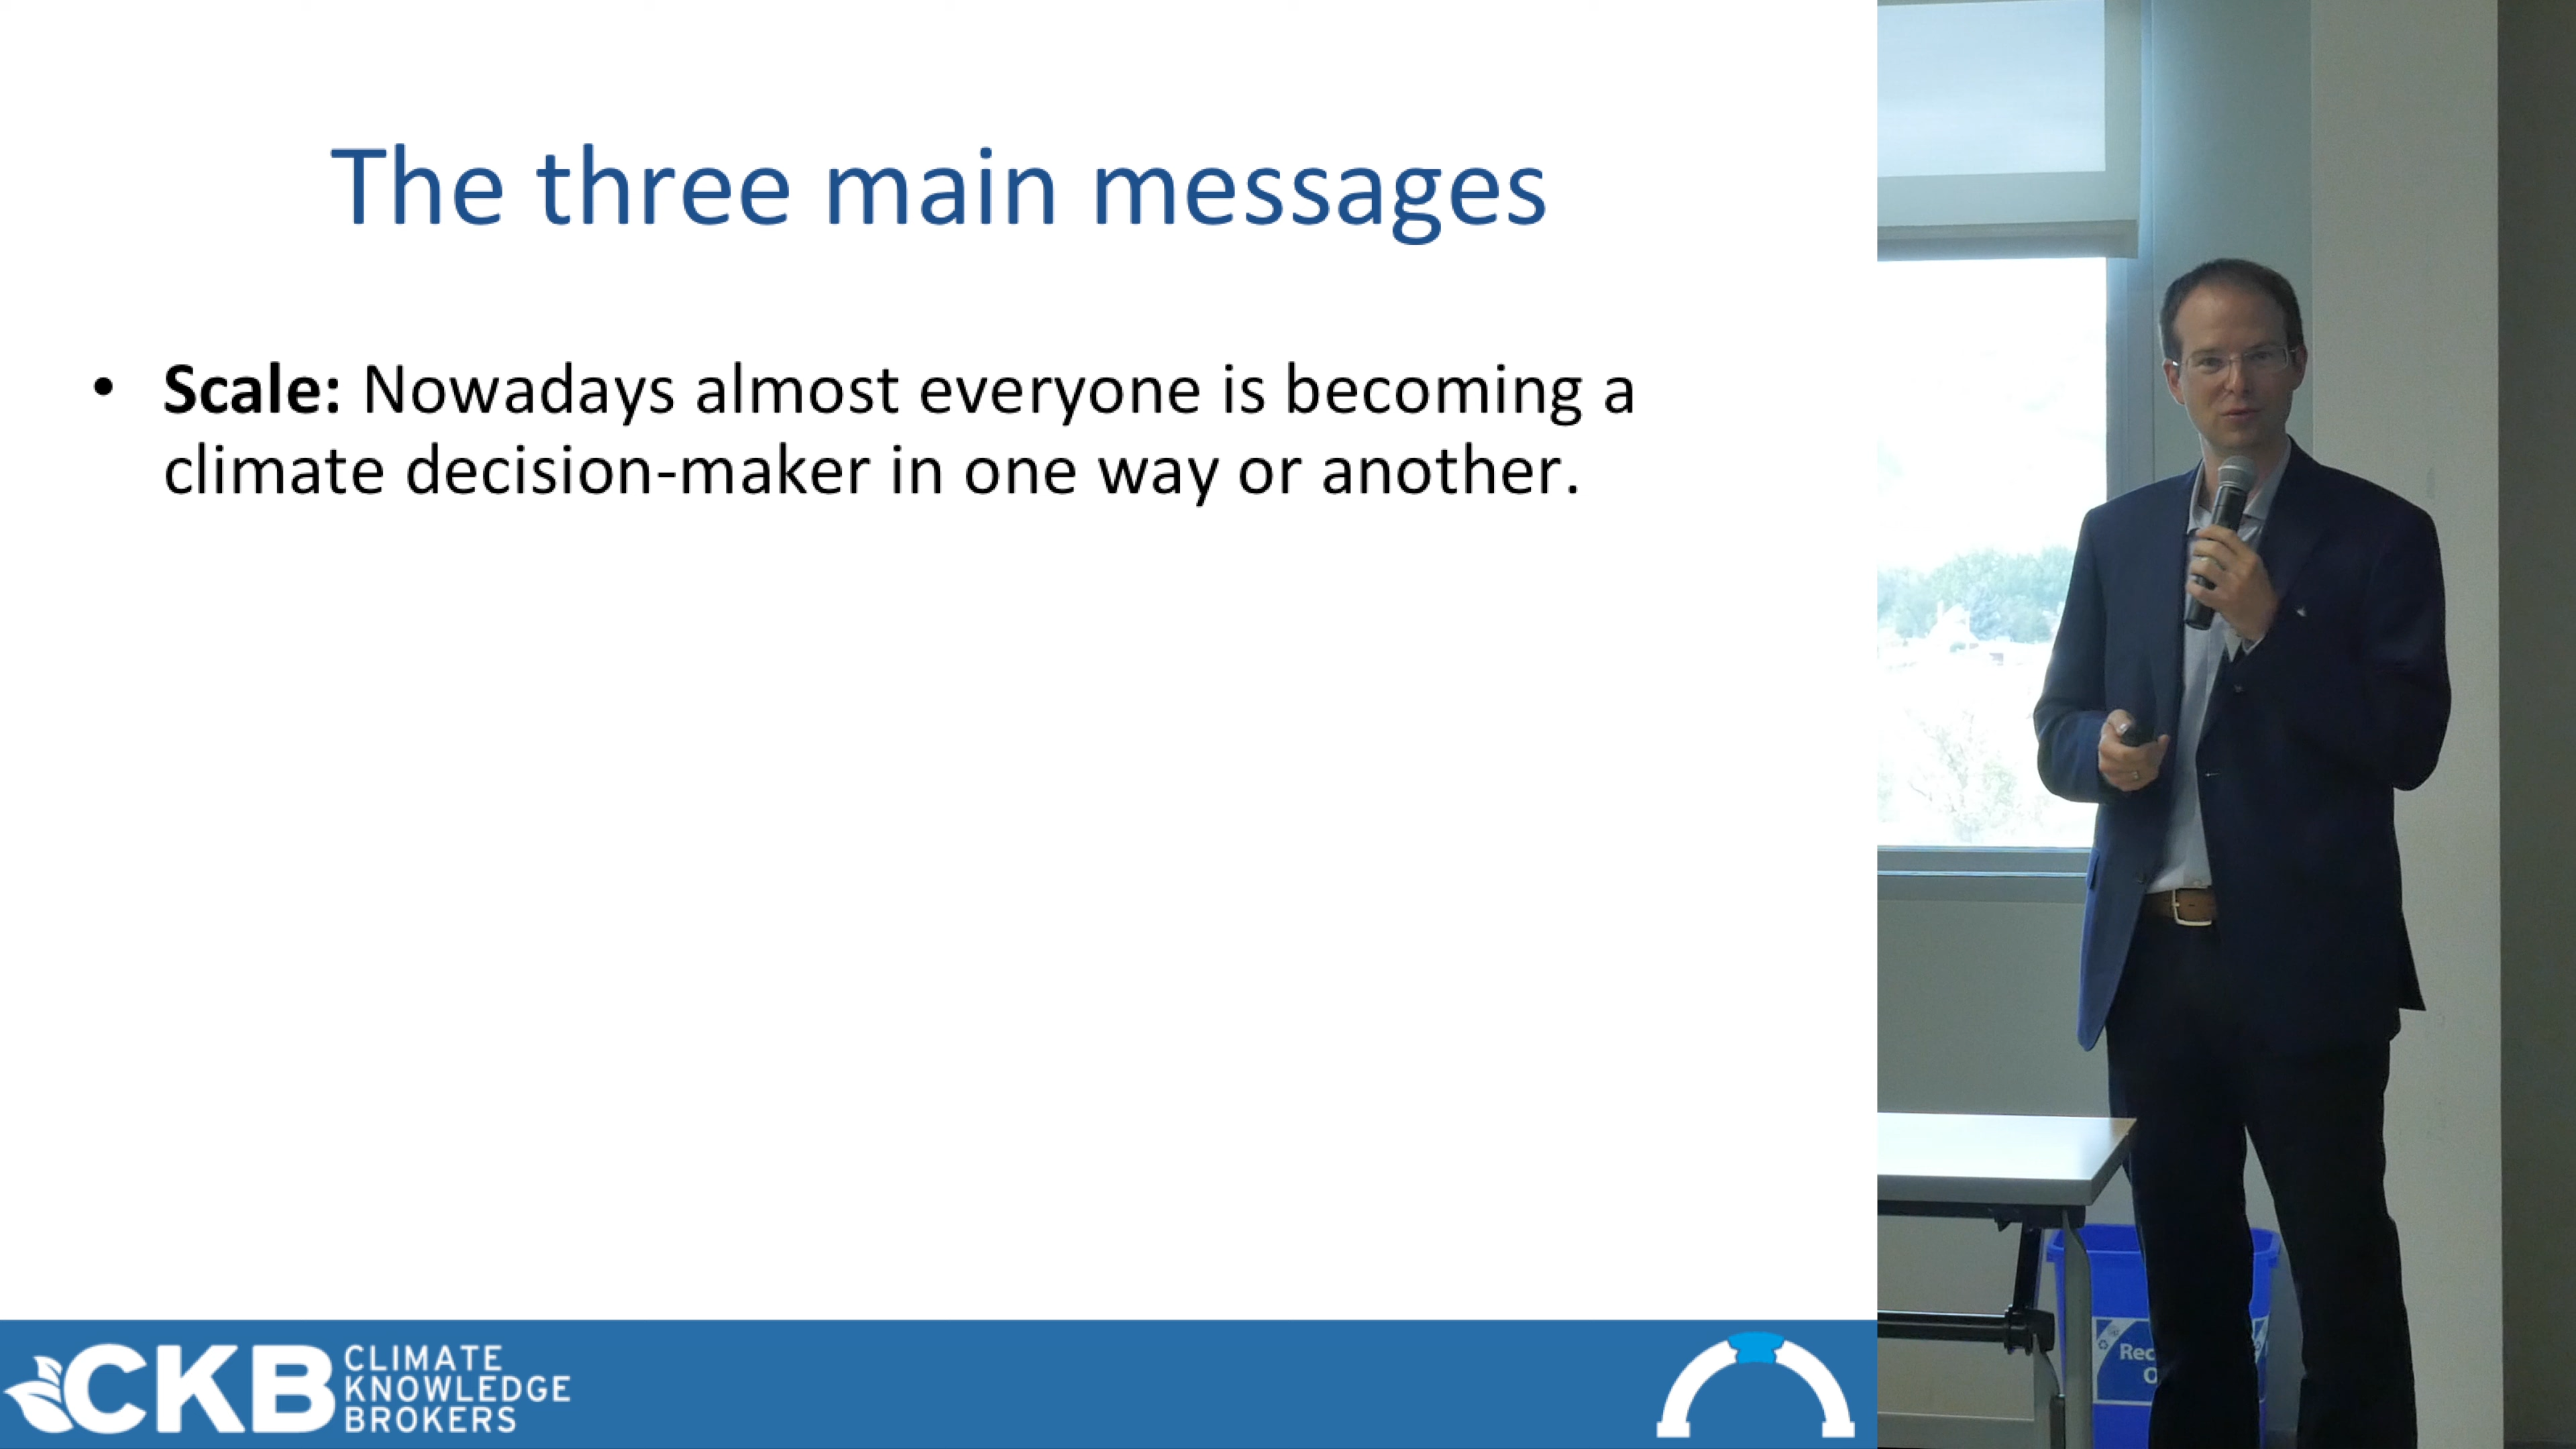 The three main messages
• Scale: Nowadays almost everyone is becoming a
climate decision-maker in one way or another.
CKB CLIMATE
KNOWLEDGE
BROKERS